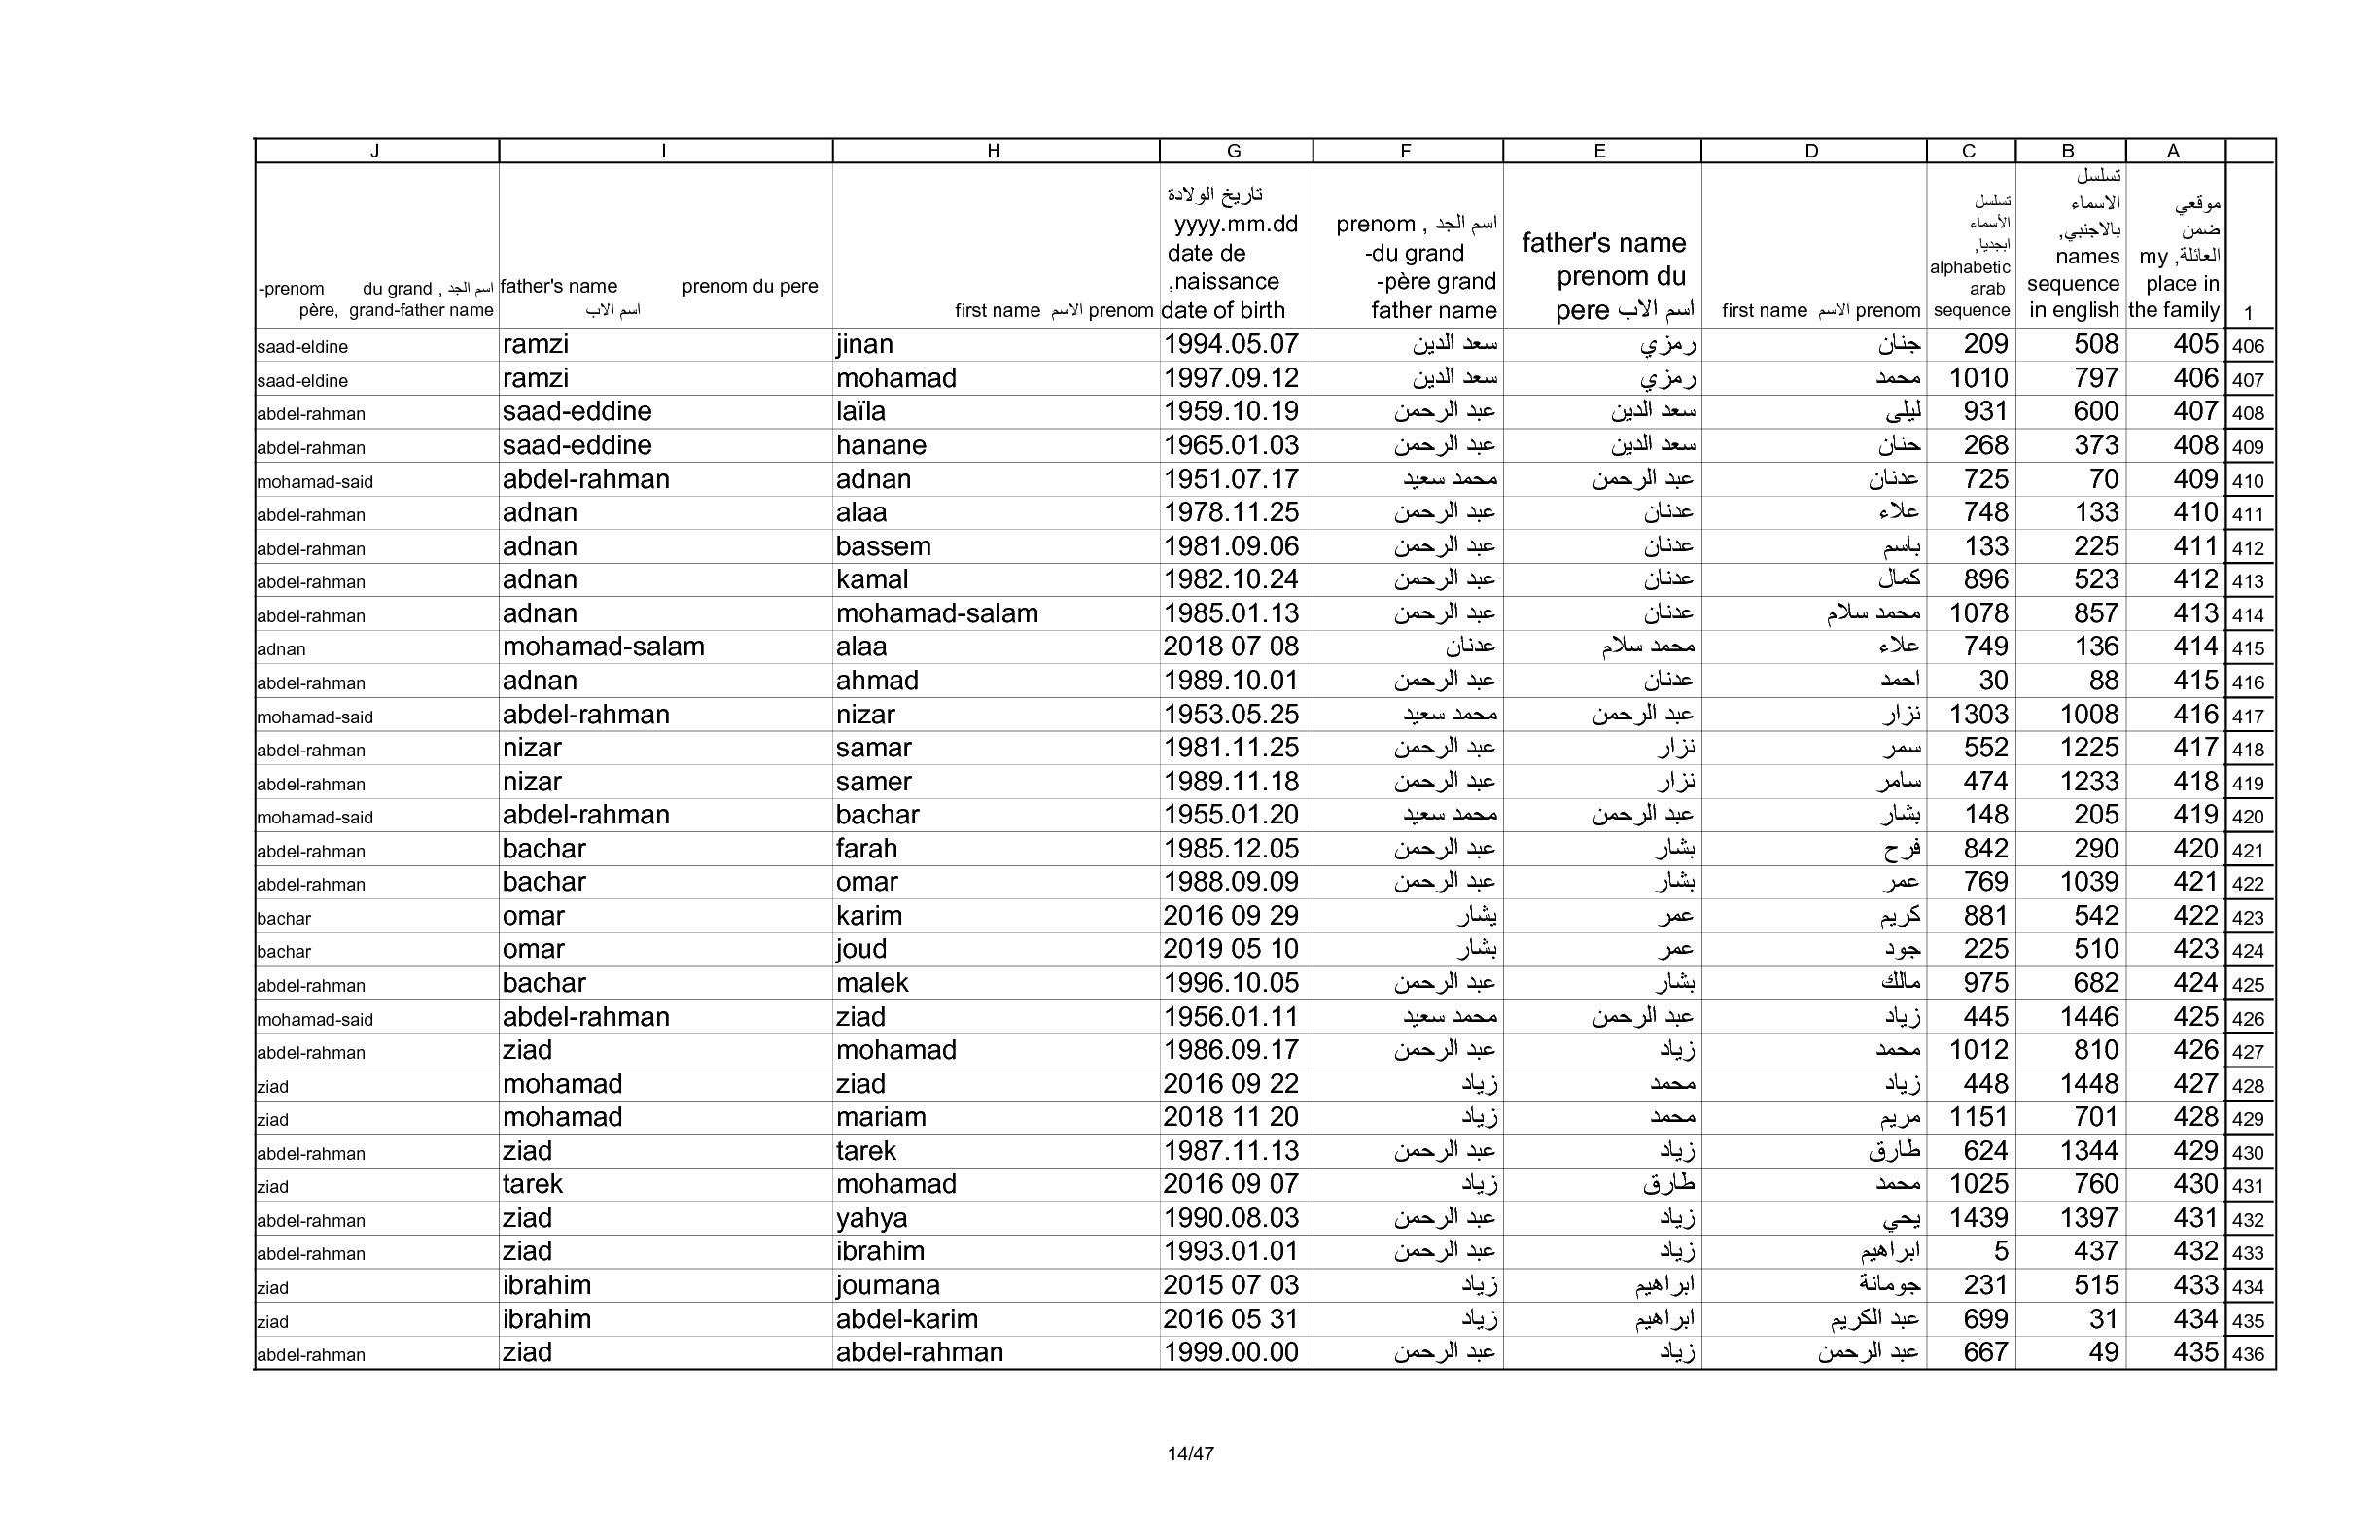 J I H G F E D C B A
-prenom du grand , اسم الجد père, grand-father name
father's name prenom du pere اسم الاب
first name الاسم prenom
تاريخ الولادة yyyy.mm.dd date de ,naissance date of birth
prenom , اسم الجد -du grand -père grand father name
father's name prenom du pere اسم الاب
first name الاسم prenom
تسلسل الأسماء ابجديا, alphabetic arab sequence
تسلسل الاسماء بالاجنبي, names sequence in english
موقعي ضمن العائلة, my place in the family
1
saad-eldine ramzi jinan 1994.05.07 سعد الدين رمزي جنان 209 508 405 406
saad-eldine ramzi mohamad 1997.09.12 سعد الدين رمزي محمد 1010 797 406 407
abdel-rahman saad-eddine laïla 1959.10.19 عبد الرحمن سعد الدين ليلى 931 600 407 408
abdel-rahman saad-eddine hanane 1965.01.03 عبد الرحمن سعد الدين حنان 268 373 408 409
mohamad-said abdel-rahman adnan 1951.07.17 محمد سعيد عبد الرحمن عدنان 725 70 409 410
abdel-rahman adnan alaa 1978.11.25 عبد الرحمن عدنان علاء 748 133 410 411
abdel-rahman adnan bassem 1981.09.06 عبد الرحمن عدنان باسم 133 225 411 412
abdel-rahman adnan kamal 1982.10.24 عبد الرحمن عدنان كمال 896 523 412 413
abdel-rahman adnan mohamad-salam 1985.01.13 عبد الرحمن عدنان محمد سلام 1078 857 413 414
adnan mohamad-salam alaa 2018 07 08 عدنان محمد سلام علاء 749 136 414 415
abdel-rahman adnan ahmad 1989.10.01 عبد الرحمن عدنان احمد 30 88 415 416
mohamad-said abdel-rahman nizar 1953.05.25 محمد سعيد عبد الرحمن نزار 1303 1008 416 417
abdel-rahman nizar samar 1981.11.25 عبد الرحمن نزار سمر 552 1225 417 418
abdel-rahman nizar samer 1989.11.18 عبد الرحمن نزار سامر 474 1233 418 419
mohamad-said abdel-rahman bachar 1955.01.20 محمد سعيد عبد الرحمن بشار 148 205 419 420
abdel-rahman bachar farah 1985.12.05 عبد الرحمن بشار فرح 842 290 420 421
abdel-rahman bachar omar 1988.09.09 عبد الرحمن بشار عمر 769 1039 421 422
bachar omar karim 2016 09 29 يشار عمر كريم 881 542 422 423
bachar omar joud 2019 05 10 بشار عمر جود 225 510 423 424
abdel-rahman bachar malek 1996.10.05 عبد الرحمن بشار مالك 975 682 424 425
mohamad-said abdel-rahman ziad 1956.01.11 محمد سعيد عبد الرحمن زياد 445 1446 425 426
abdel-rahman ziad mohamad 1986.09.17 عبد الرحمن زياد محمد 1012 810 426 427
ziad mohamad ziad 2016 09 22 زياد محمد زياد 448 1448 427 428
ziad mohamad mariam 2018 11 20 زياد محمد مريم 1151 701 428 429
abdel-rahman ziad tarek 1987.11.13 عبد الرحمن زياد طارق 624 1344 429 430
ziad tarek mohamad 2016 09 07 زياد طارق محمد 1025 760 430 431
abdel-rahman ziad yahya 1990.08.03 عبد الرحمن زياد يحي 1439 1397 431 432
abdel-rahman ziad ibrahim 1993.01.01 عبد الرحمن زياد ابراهيم 5 437 432 433
ziad ibrahim joumana 2015 07 03 زياد ابراهيم جومانة 231 515 433 434
ziad ibrahim abdel-karim 2016 05 31 زياد ابراهيم عبد الكريم 699 31 434 435
abdel-rahman ziad abdel-rahman 1999.00.00 عبد الرحمن زياد عبد الرحمن 667 49 435 436
14/47